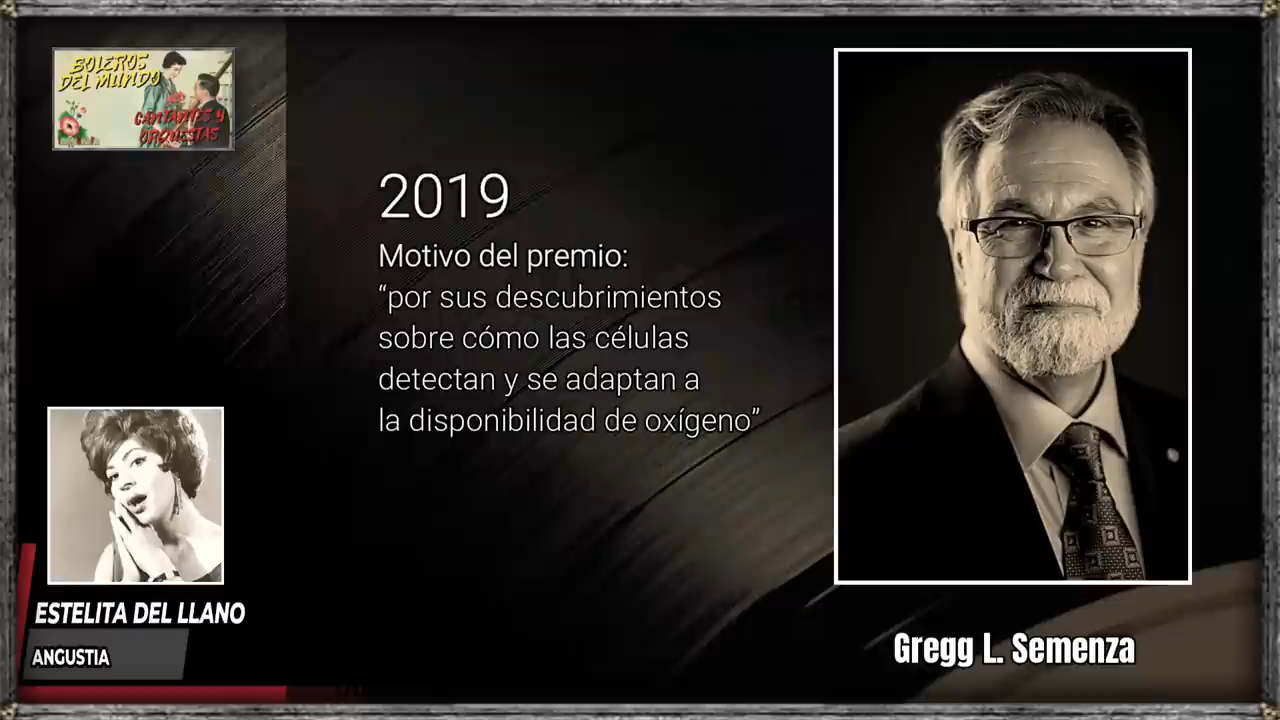 BOLEROS
DEL MUNDO
CANTANTES Y
ORQUESTAS
2019
Motivo del premio:
“por sus descubrimientos
sobre cómo las células
detectan y se adaptan a
la disponibilidad de oxígeno”
ESTELITA DEL LLANO
ANGUSTIA
Gregg L. Semenza